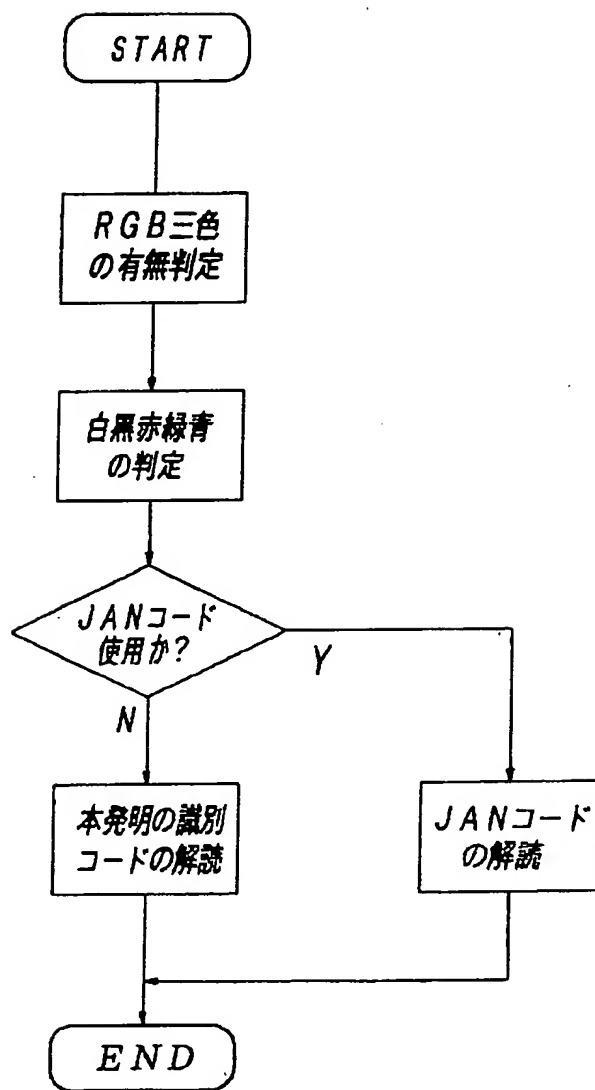 START
RGB三色
の有無判定
白黒赤緑青
の判定
JANコード
使用か?
Y
N
本発明の識別
コードの解読
JANコード
の解読
END